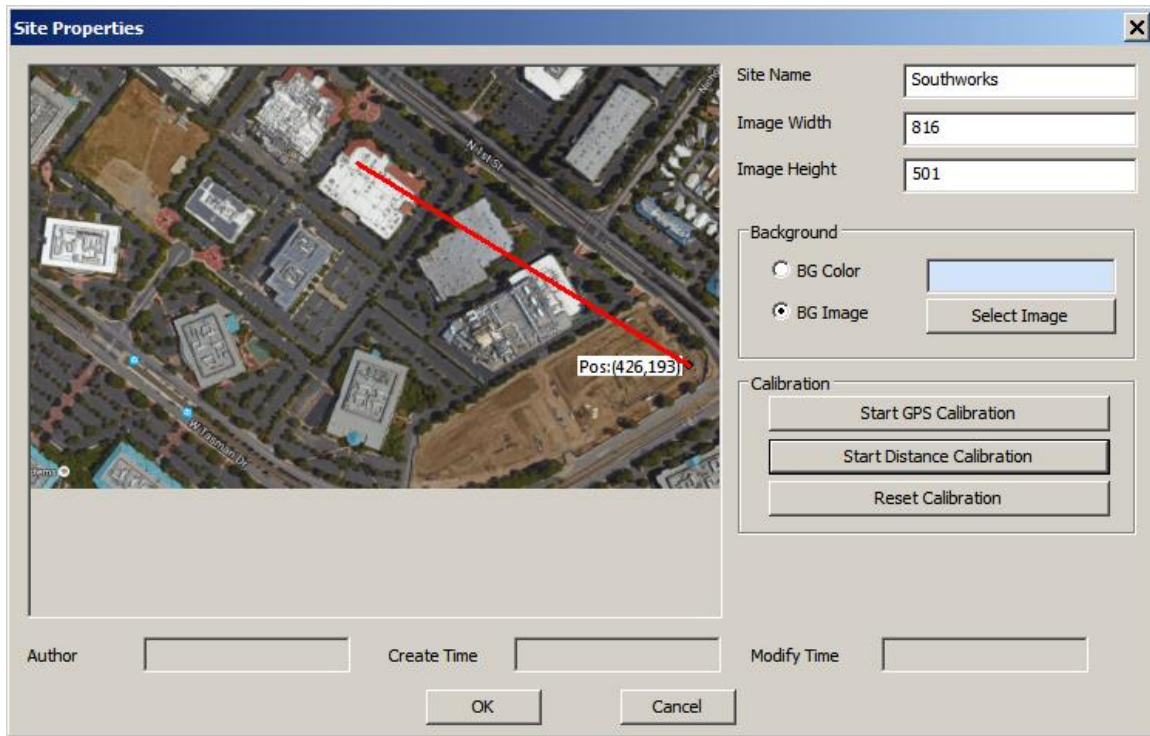 Site Properties
Site Name
Southworks
Image Width
816
Image Height
501
N 1st St
Pos:(426,193)
W Tasman Dr
Background
BG Color
BG Image
Select Image
Calibration
Start GPS Calibration
Start Distance Calibration
Reset Calibration
Author
Create Time
Modify Time
OK
Cancel